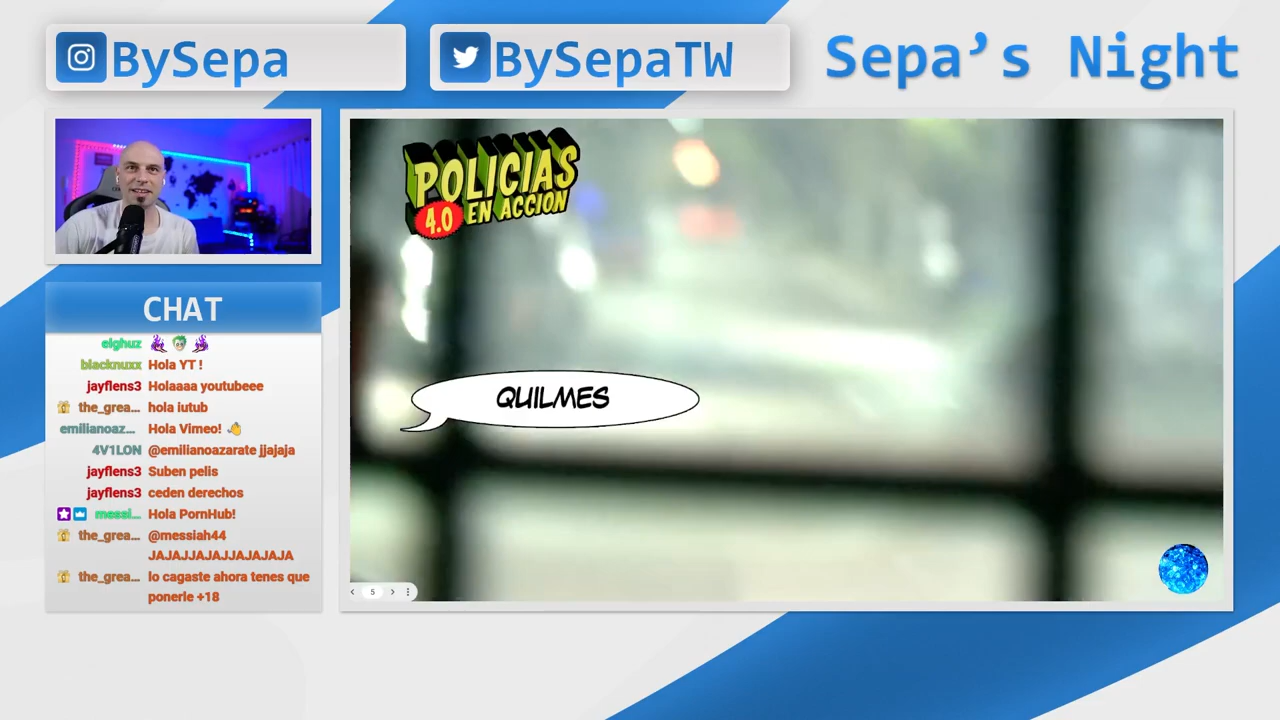 BySepa
BySepaTW
Sepa’s Night
POLICIAS
4.0 EN ACCION
QUILMES
5
CHAT
elghuz
blacknuxx Hola YT !
jayflens3 Holaaaa youtubeee
the_grea... hola iutub
emilianoaz... Hola Vimeo!
4V1LON @emilianoazarate jjajaja
jayflens3 Suben pelis
jayflens3 ceden derechos
messi... Hola PornHub!
the_grea... @messiah44
JAJAJJAJAJJAJAJAJA
the_grea... lo cagaste ahora tenes que
ponerle +18